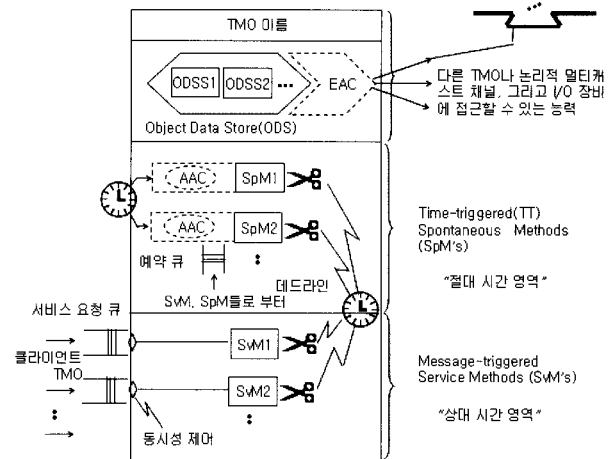 TMO 이름
ODSS1 ODSS2 ... EAC
Object Data Store(ODS)
다른 TMO나 논리적 멀티캐
스트 채널, 그리고 I/O 장비
에 접근할 수 있는 능력
AAC SpM1
AAC SpM2
예약 큐
SvM, SpM들로 부터
데드라인
Time-triggered(TT)
Spontaneous Methods
(SpM's)
"절대 시간 영역"
서비스 요청 큐
클라이언트
TMO
SvM1
SvM2
동시성 제어
Message-triggered
Service Methods (SvM's)
"상대 시간 영역"